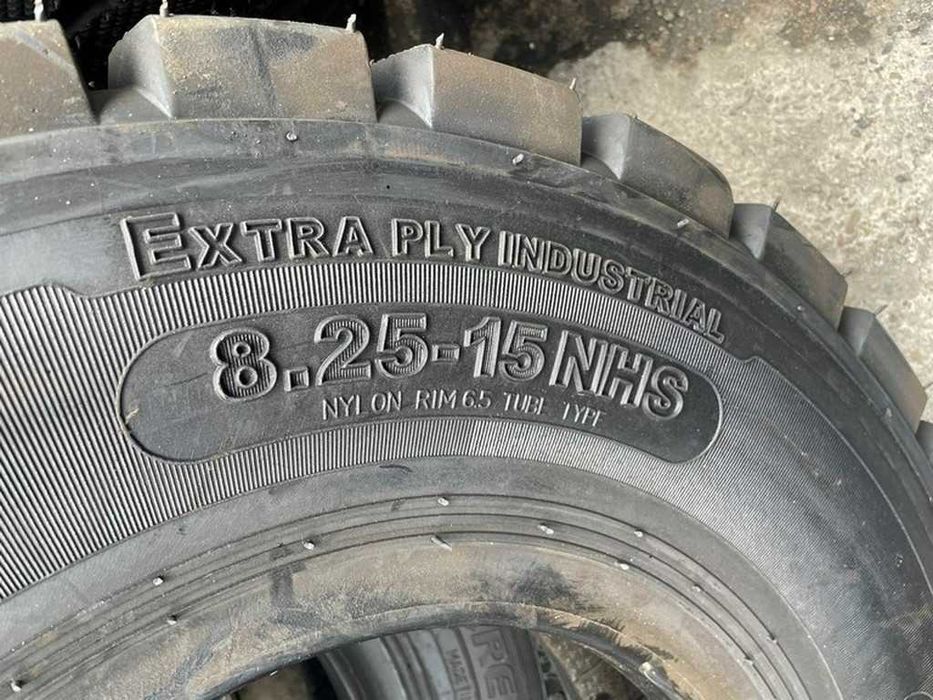 EXTRA PLY INDUSTRIAL
8.25-15 NHS
NYLON RIM 6.5 TUBE TYPE